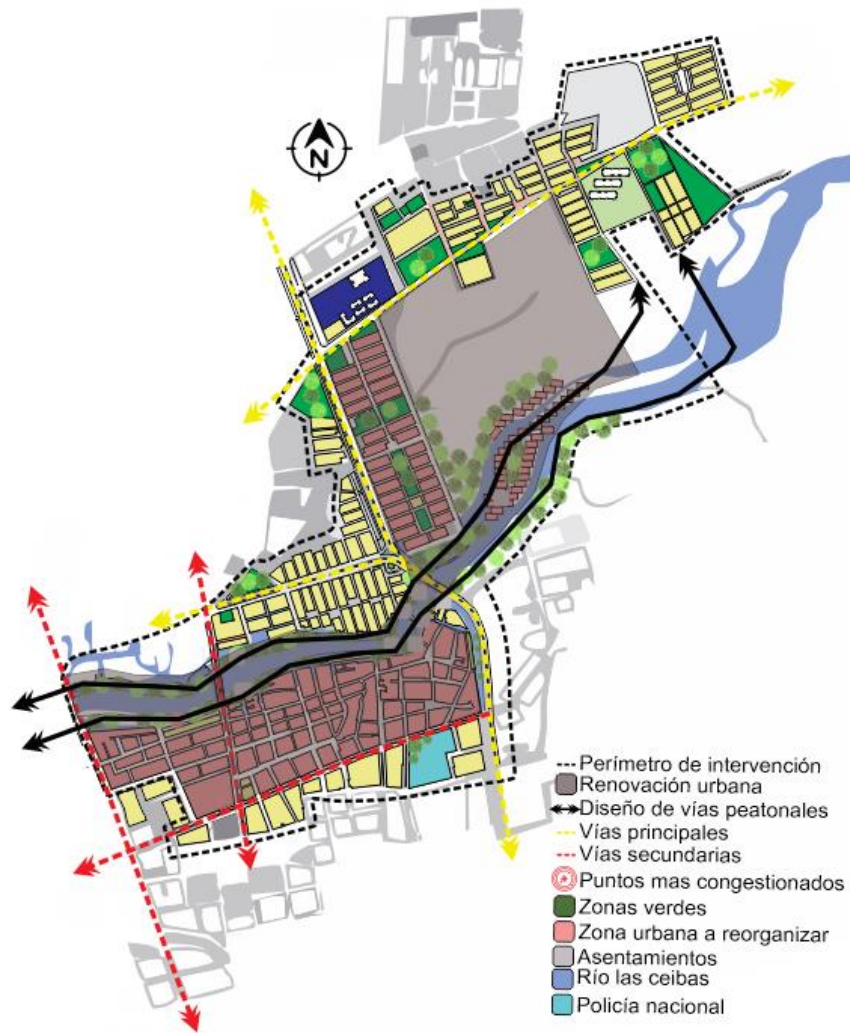 N
Perímetro de intervención
Renovación urbana
Diseño de vías peatonales
Vías principales
Vías secundarias
Puntos mas congestionados
Zonas verdes
Zona urbana a reorganizar
Asentamientos
Río las ceibas
Policía nacional